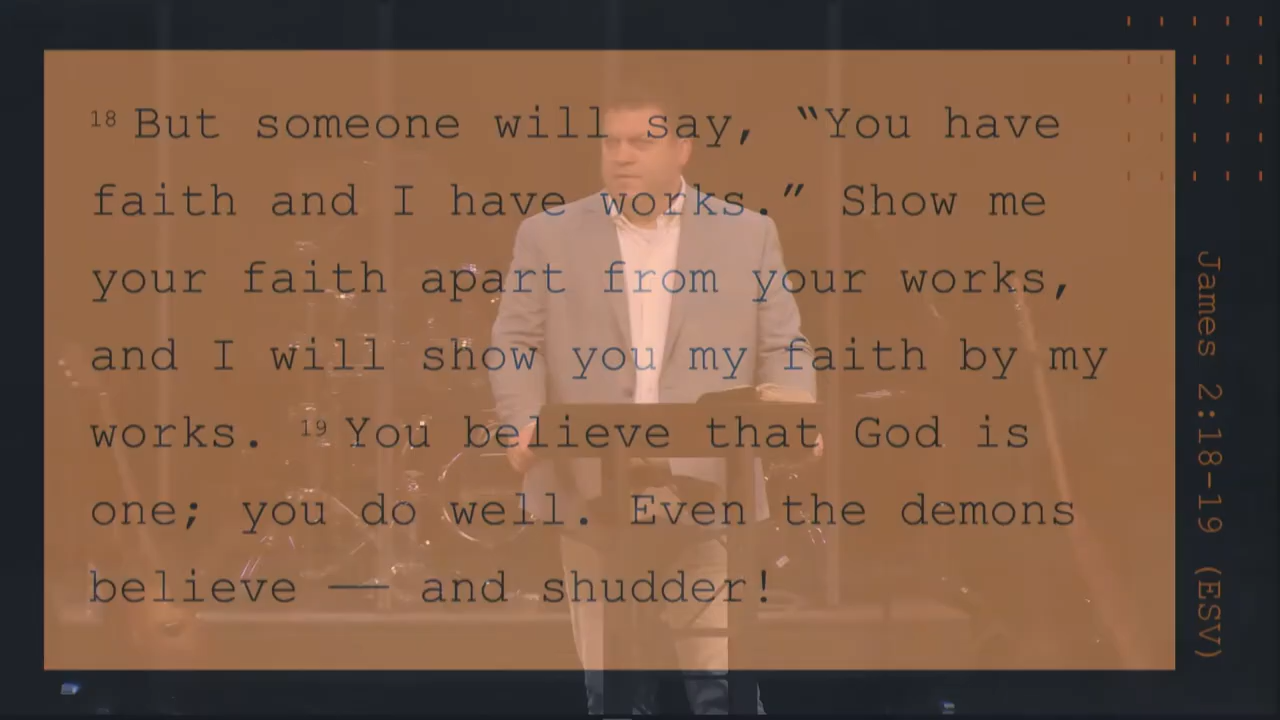 18 But someone will say, “You have
faith and I have works.” Show me
your faith apart from your works,
and I will show you my faith by my
works. 19 You believe that God is
one; you do well. Even the demons
believe — and shudder!
James 2:18-19 (ESV)